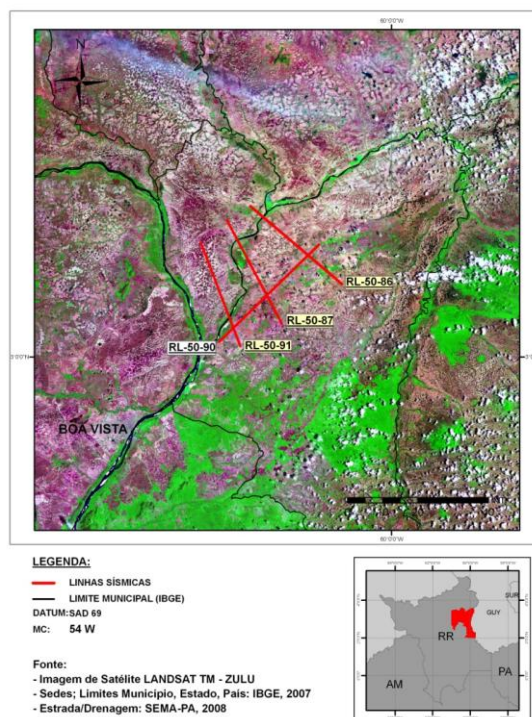 60°0'0"W
N
RL-50-86
RL-50-87
RL-50-90
RL-50-91
BOA VISTA
60°0'0"W
LEGENDA:
LINHAS SÍSMICAS
LIMITE MUNICIPAL (IBGE)
DATUM: SAD 69
MC: 54 W
Fonte:
- Imagem de Satélite LANDSAT TM - ZULU
- Sedes; Limites Municipio, Estado, País: IBGE, 2007
- Estrada/Drenagem: SEMA-PA, 2008
SUR
GUY
RR
AM
PA